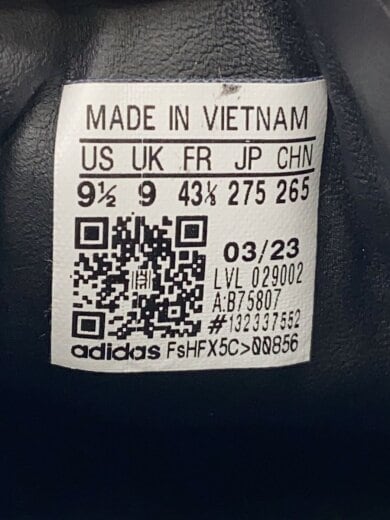 MADE IN VIETNAM
US UK FR JP CHN
9½ 9 43⅓ 275 265
03/23
LVL 029002
A:B75807
#132337552
adidas FsHFX5C>00856